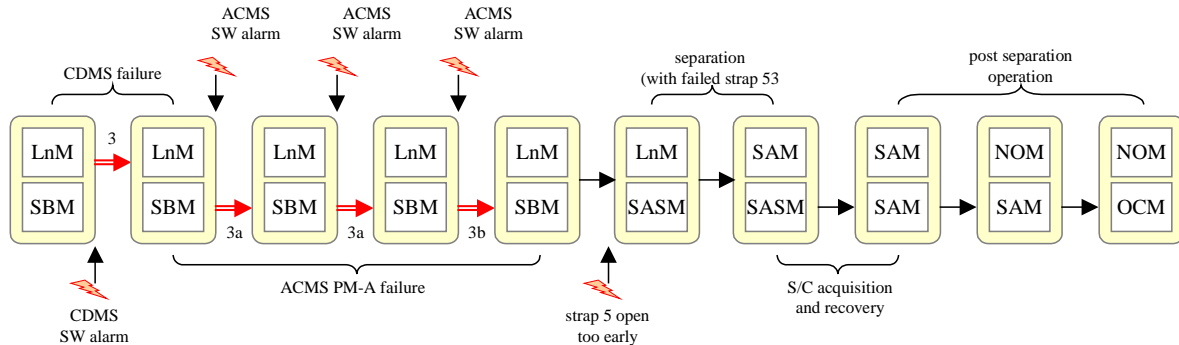 ACMS
SW alarm
ACMS
SW alarm
ACMS
SW alarm
CDMS failure
separation
(with failed strap 53
post separation
operation
LnM
SBM
3
LnM
SBM
3a
LnM
SBM
3a
LnM
SBM
3b
LnM
SBM
LnM
SASM
SAM
SASM
SAM
SAM
NOM
SAM
NOM
OCM
CDMS
SW alarm
ACMS PM-A failure
strap 5 open
too early
S/C acquisition
and recovery